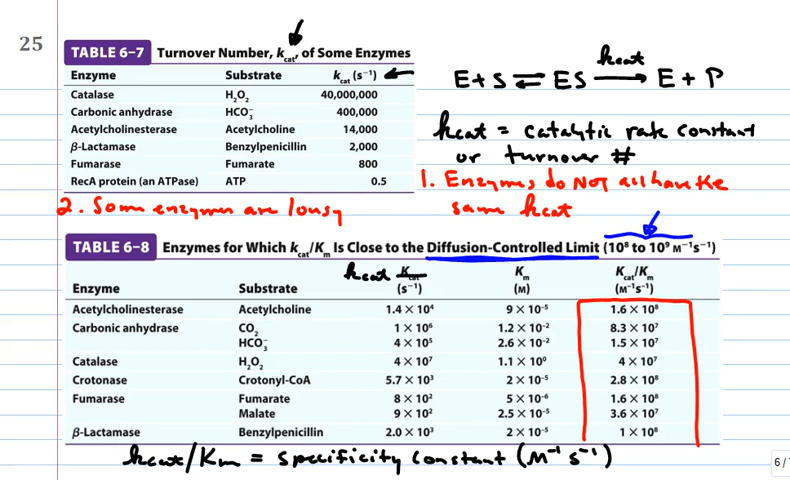 25
TABLE 6–7 Turnover Number, kcat, of Some Enzymes
Enzyme Substrate kcat (s⁻¹)
Catalase H₂O₂ 40,000,000
Carbonic anhydrase HCO₃⁻ 400,000
Acetylcholinesterase Acetylcholine 14,000
β-Lactamase Benzylpenicillin 2,000
Fumarase Fumarate 800
RecA protein (an ATPase) ATP 0.5
kcat
E + S ⇌ ES ⟶ E + P
kcat = catalytic rate constant
or turnover #
1. Enzymes do NOT all have the
same kcat
2. Some enzymes are lousy
TABLE 6–8 Enzymes for Which kcat/Km Is Close to the Diffusion-Controlled Limit (10⁸ to 10⁹ M⁻¹s⁻¹)
kcat Kcat Km Kcat/Km
Enzyme Substrate (s⁻¹) (M) (M⁻¹s⁻¹)
Acetylcholinesterase Acetylcholine 1.4 × 10⁴ 9 × 10⁻⁵ 1.6 × 10⁸
Carbonic anhydrase CO₂ 1 × 10⁶ 1.2 × 10⁻² 8.3 × 10⁷
HCO₃⁻ 4 × 10⁵ 2.6 × 10⁻² 1.5 × 10⁷
Catalase H₂O₂ 4 × 10⁷ 1.1 × 10⁰ 4 × 10⁷
Crotonase Crotonyl-CoA 5.7 × 10³ 2 × 10⁻⁵ 2.8 × 10⁸
Fumarase Fumarate 8 × 10² 5 × 10⁻⁶ 1.6 × 10⁸
Malate 9 × 10² 2.5 × 10⁻⁵ 3.6 × 10⁷
β-Lactamase Benzylpenicillin 2.0 × 10³ 2 × 10⁻⁵ 1 × 10⁸
kcat/Km = specificity constant (M⁻¹ s⁻¹)
6/